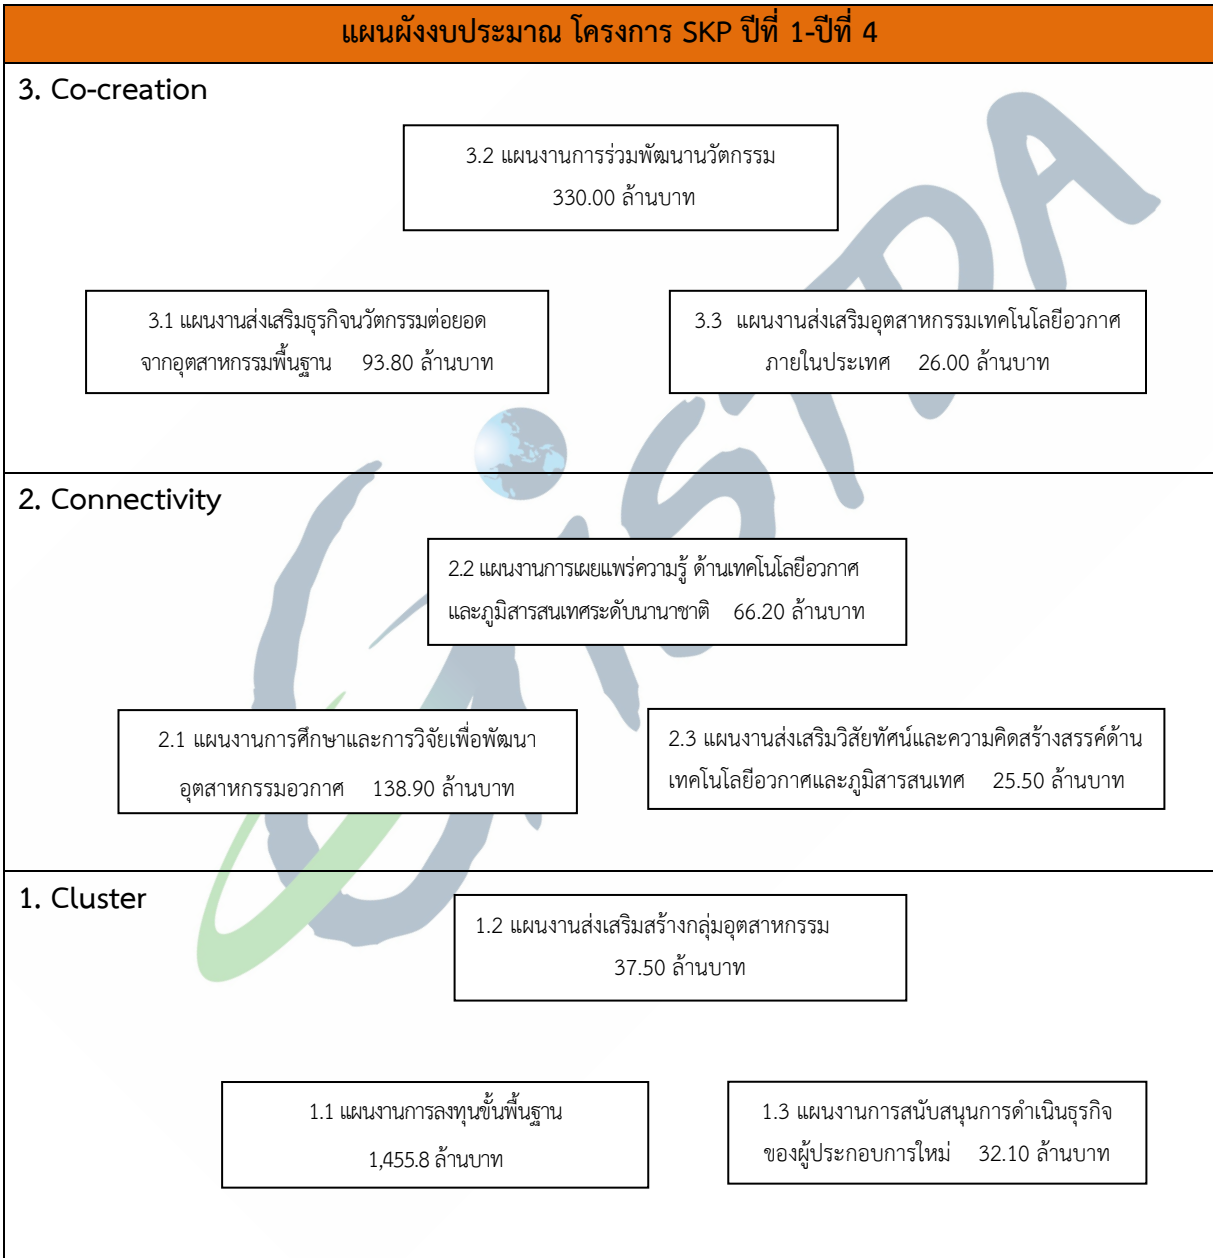 แผนผังงบประมาณ โครงการ SKP ปีที่ 1-ปีที่ 4
3. Co-creation
3.2 แผนงานการร่วมพัฒนานวัตกรรม
330.00 ล้านบาท
3.1 แผนงานส่งเสริมธุรกิจนวัตกรรมต่อยอด
จากอุตสาหกรรมพื้นฐาน 93.80 ล้านบาท
3.3 แผนงานส่งเสริมอุตสาหกรรมเทคโนโลยีอวกาศ
ภายในประเทศ 26.00 ล้านบาท
2. Connectivity
2.2 แผนงานการเผยแพร่ความรู้ ด้านเทคโนโลยีอวกาศ
และภูมิสารสนเทศระดับนานาชาติ 66.20 ล้านบาท
2.1 แผนงานการศึกษาและการวิจัยเพื่อพัฒนา
อุตสาหกรรมอวกาศ 138.90 ล้านบาท
2.3 แผนงานส่งเสริมวิสัยทัศน์และความคิดสร้างสรรค์ด้าน
เทคโนโลยีอวกาศและภูมิสารสนเทศ 25.50 ล้านบาท
1. Cluster
1.2 แผนงานส่งเสริมสร้างกลุ่มอุตสาหกรรม
37.50 ล้านบาท
1.1 แผนงานการลงทุนขั้นพื้นฐาน
1,455.8 ล้านบาท
1.3 แผนงานการสนับสนุนการดำเนินธุรกิจ
ของผู้ประกอบการใหม่ 32.10 ล้านบาท
GISTDA